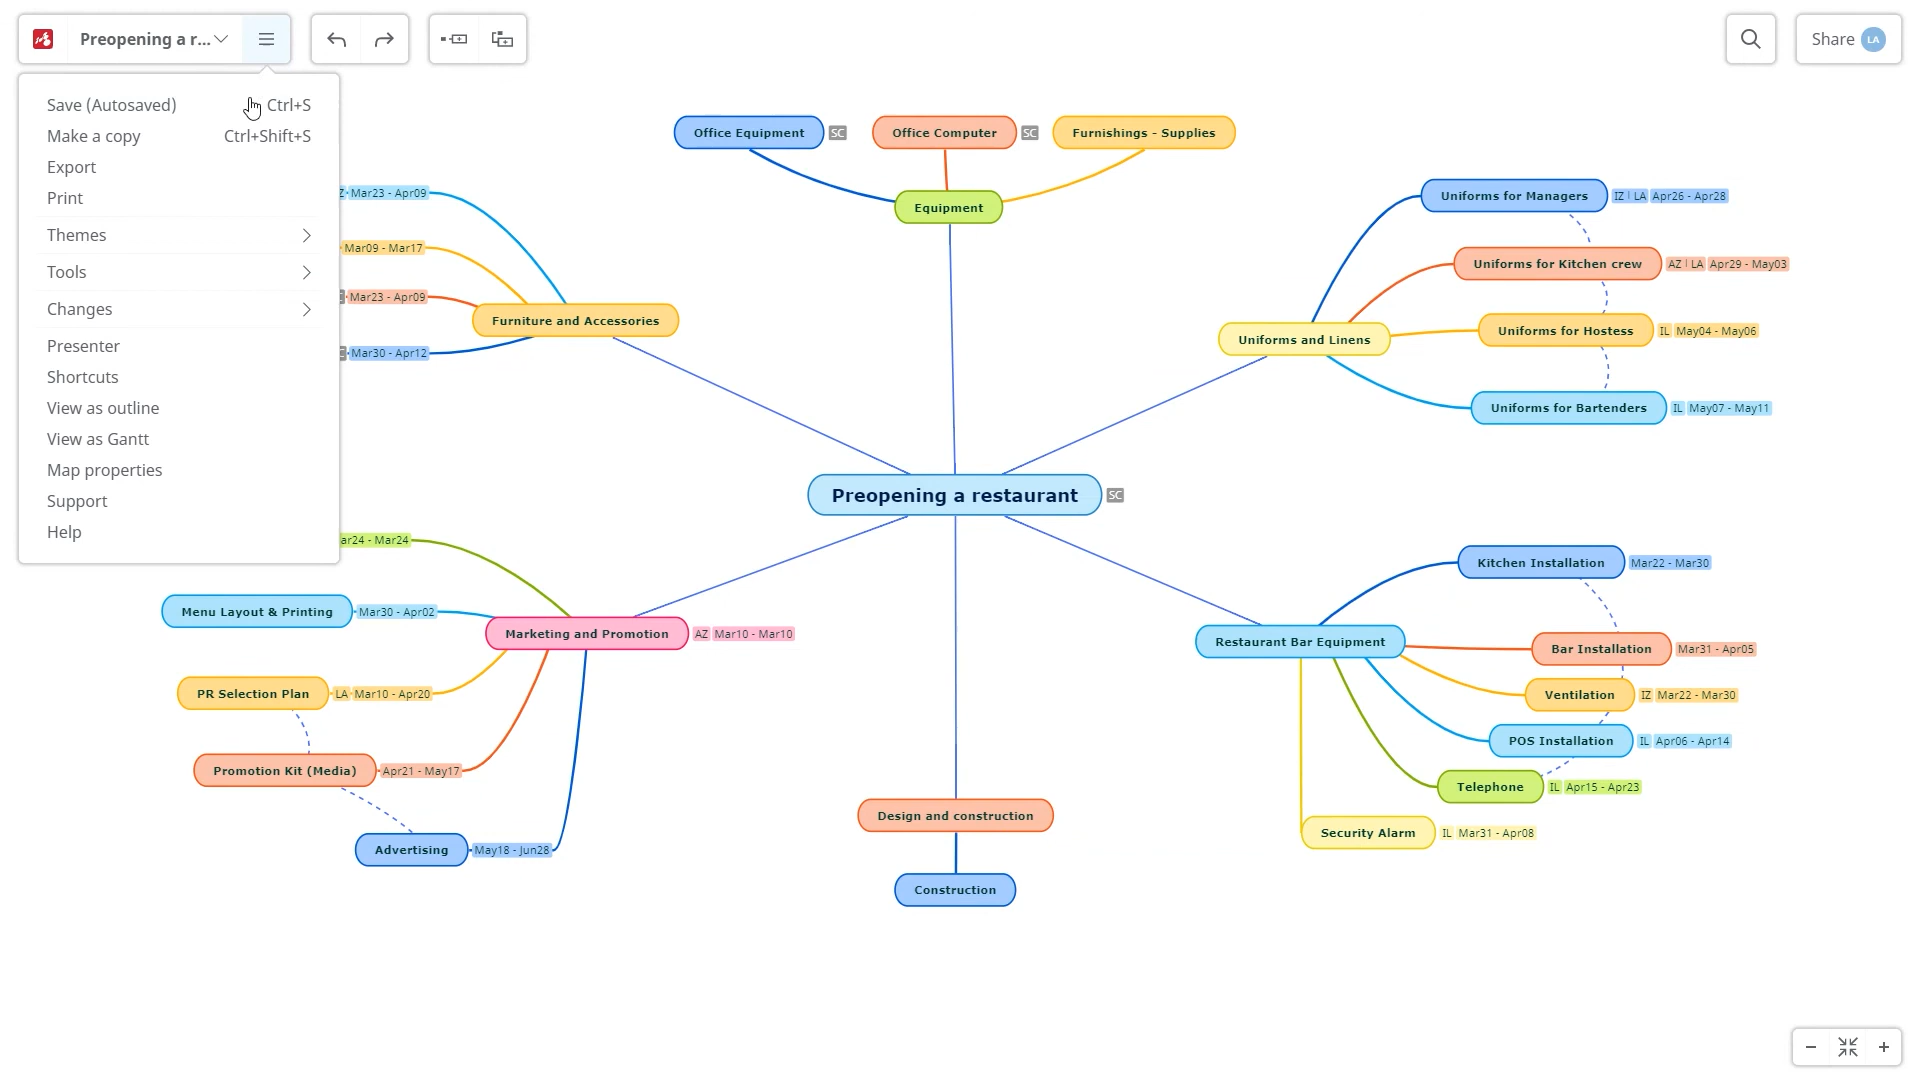 Preopening a r...
Share LA
Save (Autosaved) Ctrl+S
Make a copy Ctrl+Shift+S
Export
Print
Themes
Tools
Changes
Presenter
Shortcuts
View as outline
View as Gantt
Map properties
Support
Help
Office Equipment SC
Office Computer SC
Furnishings - Supplies
Equipment
Mar23 - Apr09
Mar09 - Mar17
Mar23 - Apr09
Mar30 - Apr12
Furniture and Accessories
Uniforms for Managers IZ | LA Apr26 - Apr28
Uniforms for Kitchen crew AZ | LA Apr29 - May03
Uniforms for Hostess IL May04 - May06
Uniforms and Linens
Uniforms for Bartenders IL May07 - May11
Preopening a restaurant SC
ar24 - Mar24
Menu Layout & Printing Mar30 - Apr02
Marketing and Promotion AZ Mar10 - Mar10
PR Selection Plan LA Mar10 - Apr20
Promotion Kit (Media) Apr21 - May17
Advertising May18 - Jun28
Design and construction
Construction
Kitchen Installation Mar22 - Mar30
Restaurant Bar Equipment
Bar Installation Mar31 - Apr05
Ventilation IZ Mar22 - Mar30
POS Installation IL Apr06 - Apr14
Telephone IL Apr15 - Apr23
Security Alarm IL Mar31 - Apr08